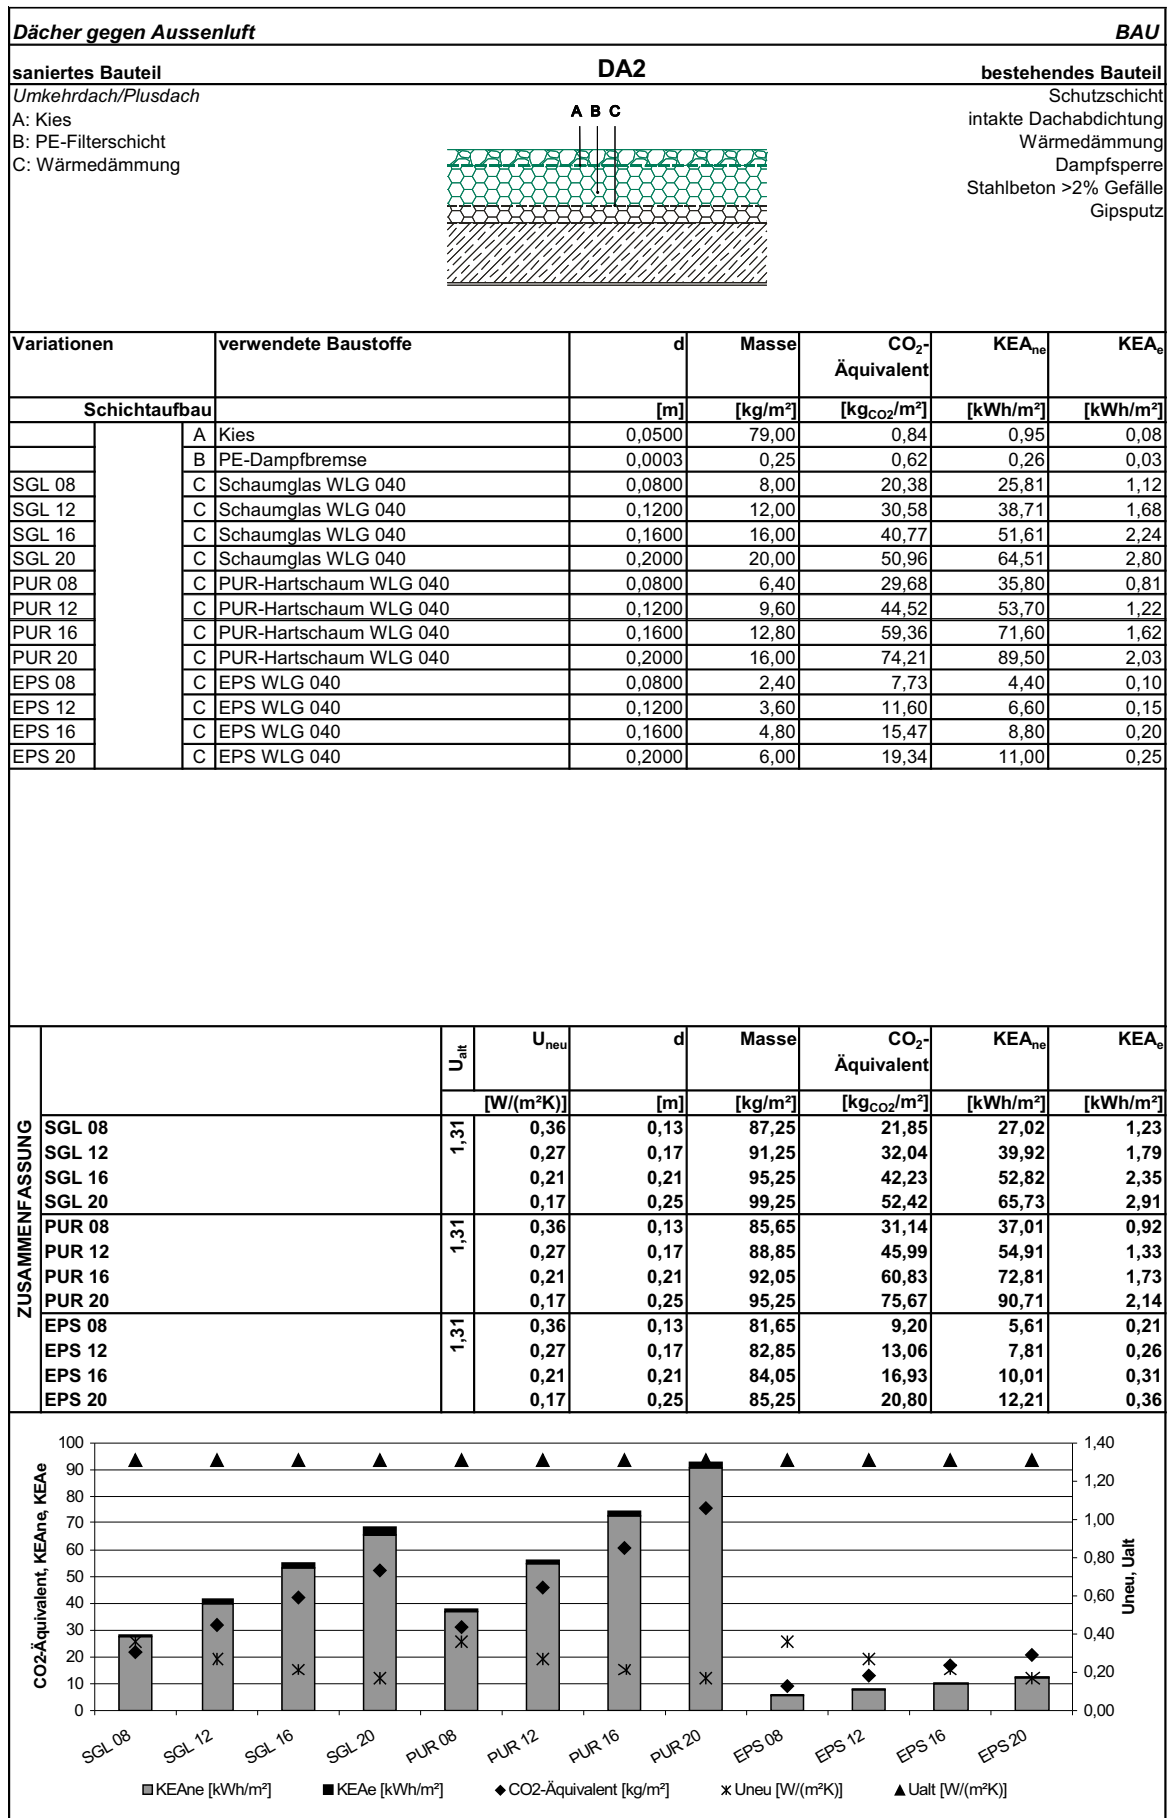 Dächer gegen Aussenluft BAU
saniertes Bauteil DA2 bestehendes Bauteil
Umkehrdach/Plusdach Schutzschicht
A: Kies intakte Dachabdichtung
B: PE-Filterschicht Wärmedämmung
C: Wärmedämmung Dampfsperre
Stahlbeton >2% Gefälle
Gipsputz
A B C
Variationen verwendete Baustoffe d Masse CO₂-Äquivalent KEAne KEAe
Schichtaufbau [m] [kg/m²] [kgCO2/m²] [kWh/m²] [kWh/m²]
A Kies 0,0500 79,00 0,84 0,95 0,08
B PE-Dampfbremse 0,0003 0,25 0,62 0,26 0,03
SGL 08 C Schaumglas WLG 040 0,0800 8,00 20,38 25,81 1,12
SGL 12 C Schaumglas WLG 040 0,1200 12,00 30,58 38,71 1,68
SGL 16 C Schaumglas WLG 040 0,1600 16,00 40,77 51,61 2,24
SGL 20 C Schaumglas WLG 040 0,2000 20,00 50,96 64,51 2,80
PUR 08 C PUR-Hartschaum WLG 040 0,0800 6,40 29,68 35,80 0,81
PUR 12 C PUR-Hartschaum WLG 040 0,1200 9,60 44,52 53,70 1,22
PUR 16 C PUR-Hartschaum WLG 040 0,1600 12,80 59,36 71,60 1,62
PUR 20 C PUR-Hartschaum WLG 040 0,2000 16,00 74,21 89,50 2,03
EPS 08 C EPS WLG 040 0,0800 2,40 7,73 4,40 0,10
EPS 12 C EPS WLG 040 0,1200 3,60 11,60 6,60 0,15
EPS 16 C EPS WLG 040 0,1600 4,80 15,47 8,80 0,20
EPS 20 C EPS WLG 040 0,2000 6,00 19,34 11,00 0,25
ZUSAMMENFASSUNG
Ualt Uneu d Masse CO₂-Äquivalent KEAne KEAe
[W/(m²K)] [m] [kg/m²] [kgCO2/m²] [kWh/m²] [kWh/m²]
SGL 08 1,31 0,36 0,13 87,25 21,85 27,02 1,23
SGL 12 0,27 0,17 91,25 32,04 39,92 1,79
SGL 16 0,21 0,21 95,25 42,23 52,82 2,35
SGL 20 0,17 0,25 99,25 52,42 65,73 2,91
PUR 08 1,31 0,36 0,13 85,65 31,14 37,01 0,92
PUR 12 0,27 0,17 88,85 45,99 54,91 1,33
PUR 16 0,21 0,21 92,05 60,83 72,81 1,73
PUR 20 0,17 0,25 95,25 75,67 90,71 2,14
EPS 08 1,31 0,36 0,13 81,65 9,20 5,61 0,21
EPS 12 0,27 0,17 82,85 13,06 7,81 0,26
EPS 16 0,21 0,21 84,05 16,93 10,01 0,31
EPS 20 0,17 0,25 85,25 20,80 12,21 0,36
CO2-Äquivalent, KEAne, KEAe
100
90
80
70
60
50
40
30
20
10
0
1,40
1,20
1,00
0,80
0,60
0,40
0,20
0,00
Uneu, Ualt
SGL 08 SGL 12 SGL 16 SGL 20 PUR 08 PUR 12 PUR 16 PUR 20 EPS 08 EPS 12 EPS 16 EPS 20
KEAne [kWh/m²] KEAe [kWh/m²] CO2-Äquivalent [kg/m²] Uneu [W/(m²K)] Ualt [W/(m²K)]